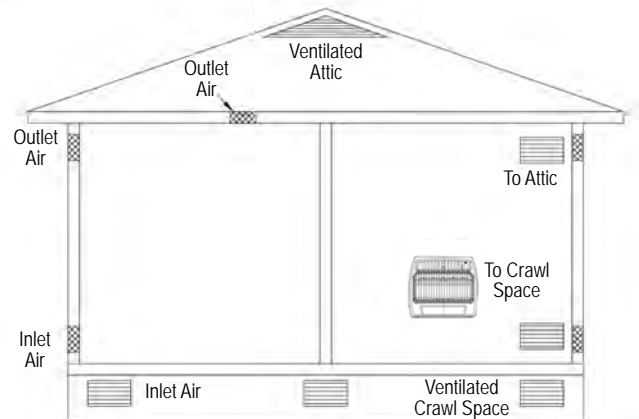 Ventilated
Attic
Outlet
Air
Outlet
Air
To Attic
To Crawl
Space
Inlet
Air
Inlet Air
Ventilated
Crawl Space